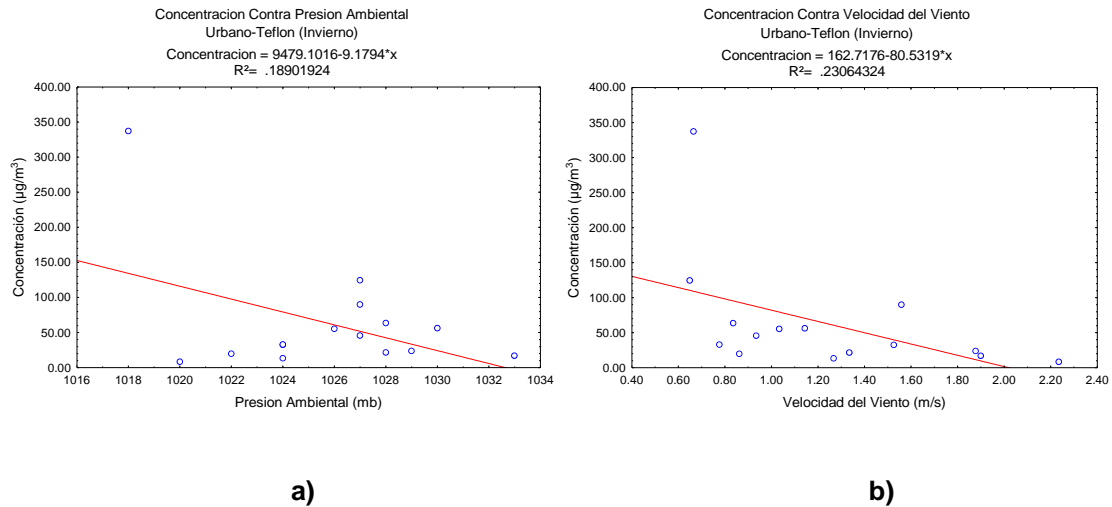 Concentracion Contra Presion Ambiental
Urbano-Teflon (Invierno)
Concentracion = 9479.1016-9.1794*x
R²= .18901924
400.00
350.00
300.00
250.00
200.00
150.00
100.00
50.00
0.00
Concentración (µg/m³)
1016 1018 1020 1022 1024 1026 1028 1030 1032 1034
Presion Ambiental (mb)
a)
Concentracion Contra Velocidad del Viento
Urbano-Teflon (Invierno)
Concentracion = 162.7176-80.5319*x
R²= .23064324
400.00
350.00
300.00
250.00
200.00
150.00
100.00
50.00
0.00
Concentración (µg/m³)
0.40 0.60 0.80 1.00 1.20 1.40 1.60 1.80 2.00 2.20 2.40
Velocidad del Viento (m/s)
b)